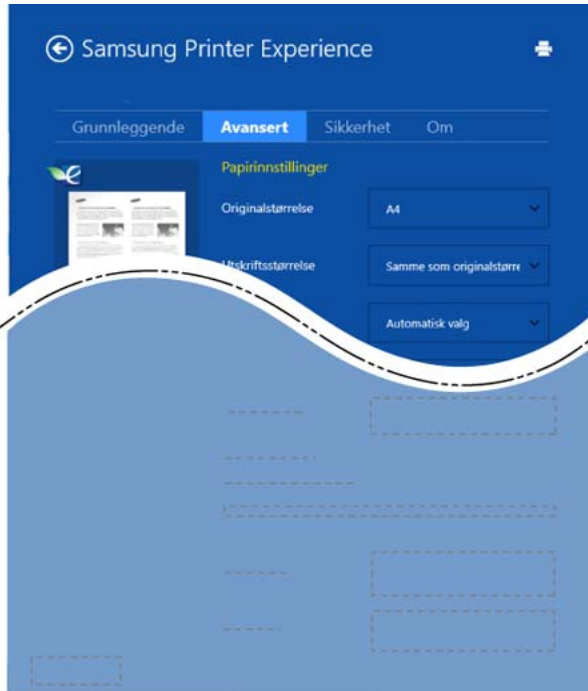 Samsung Printer Experience
Grunnleggende Avansert Sikkerhet Om
Papirinnstillinger
Originalstørrelse A4
Utskriftsstørrelse Samme som originalstørre
Automatisk valg